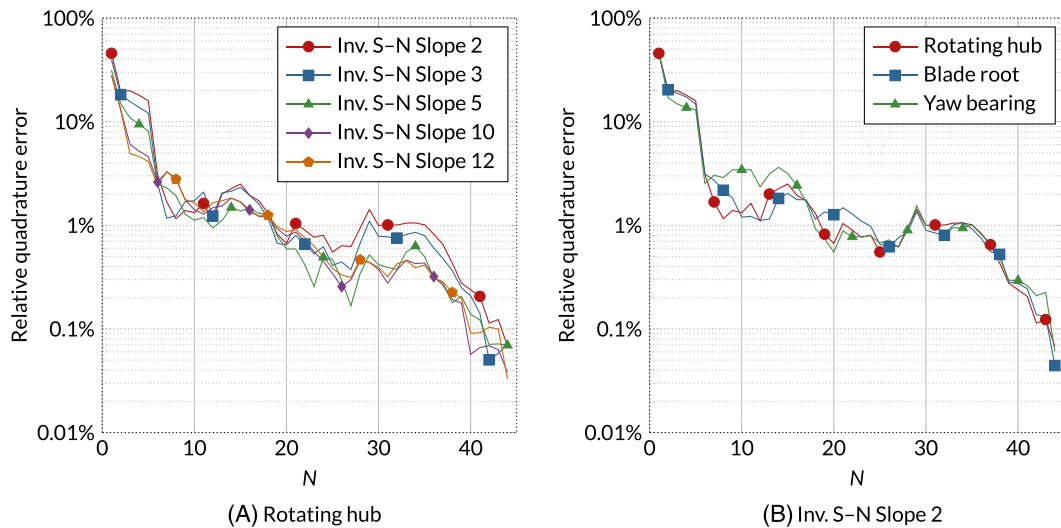 100%
10%
1%
0.1%
0.01%
Relative quadrature error
0 10 20 30 40
N
Inv. S–N Slope 2
Inv. S–N Slope 3
Inv. S–N Slope 5
Inv. S–N Slope 10
Inv. S–N Slope 12
(A) Rotating hub
100%
10%
1%
0.1%
0.01%
Relative quadrature error
0 10 20 30 40
N
Rotating hub
Blade root
Yaw bearing
(B) Inv. S–N Slope 2